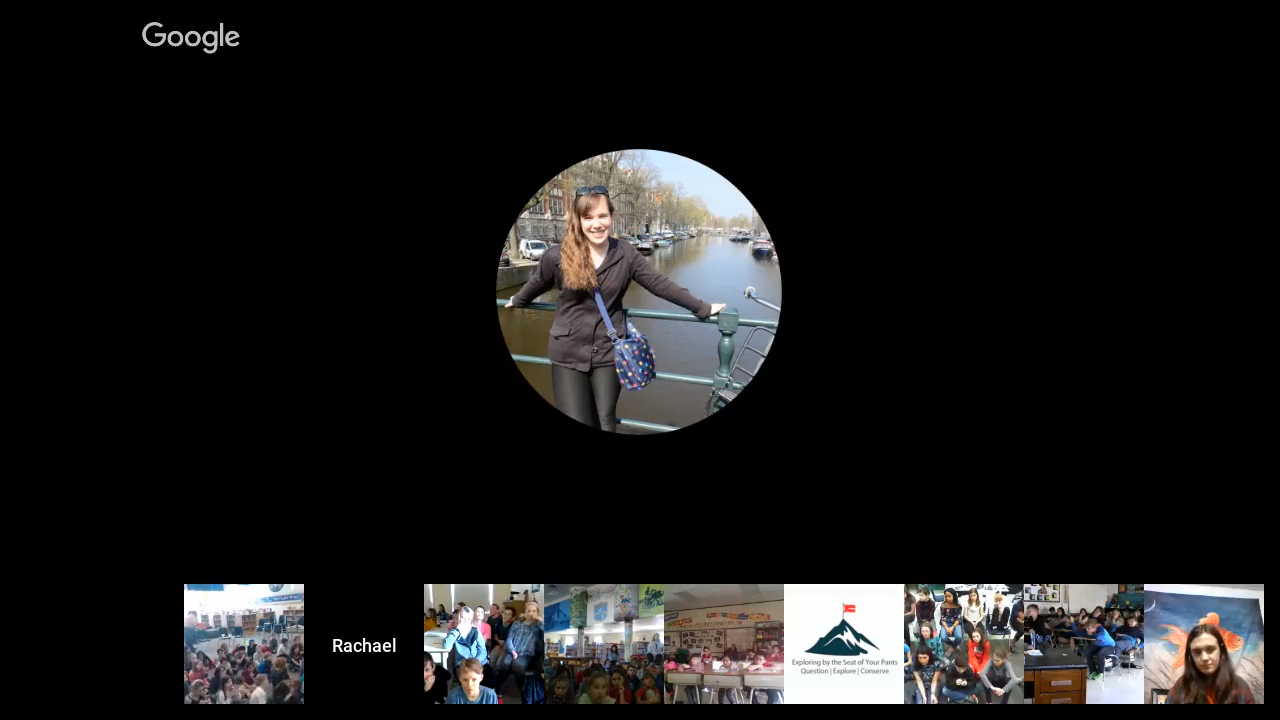 Google
Rachael
Exploring by the Seat of Your Pants
Question | Explore | Conserve